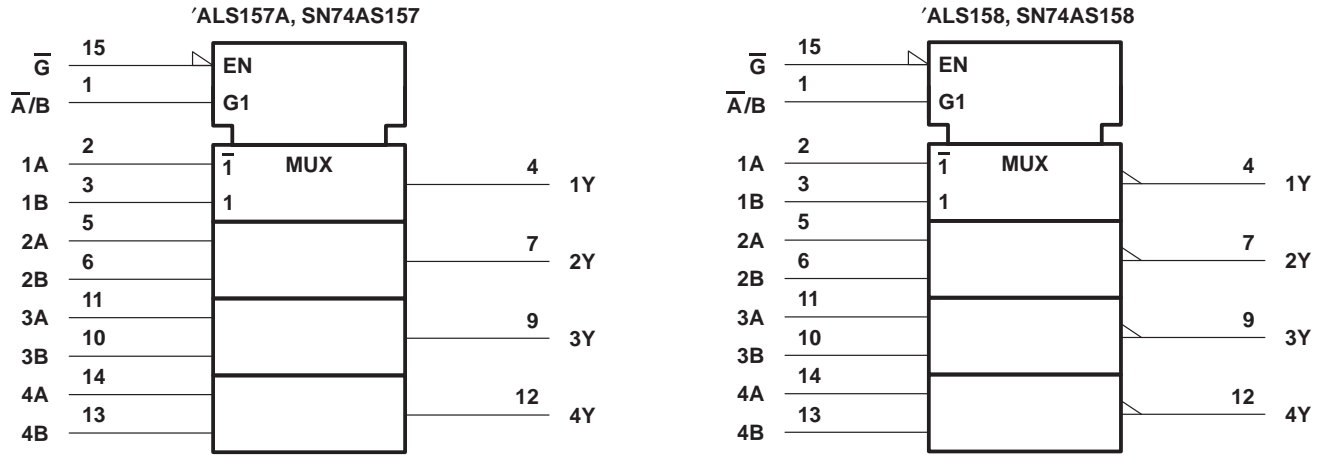 ′ALS157A, SN74AS157
G̅ 15 EN
A̅/B 1 G1
1A 2 1̅ MUX 4 1Y
1B 3 1
2A 5 7 2Y
2B 6
3A 11 9 3Y
3B 10
4A 14 12 4Y
4B 13
′ALS158, SN74AS158
G̅ 15 EN
A̅/B 1 G1
1A 2 1̅ MUX 4 1Y
1B 3 1
2A 5 7 2Y
2B 6
3A 11 9 3Y
3B 10
4A 14 12 4Y
4B 13